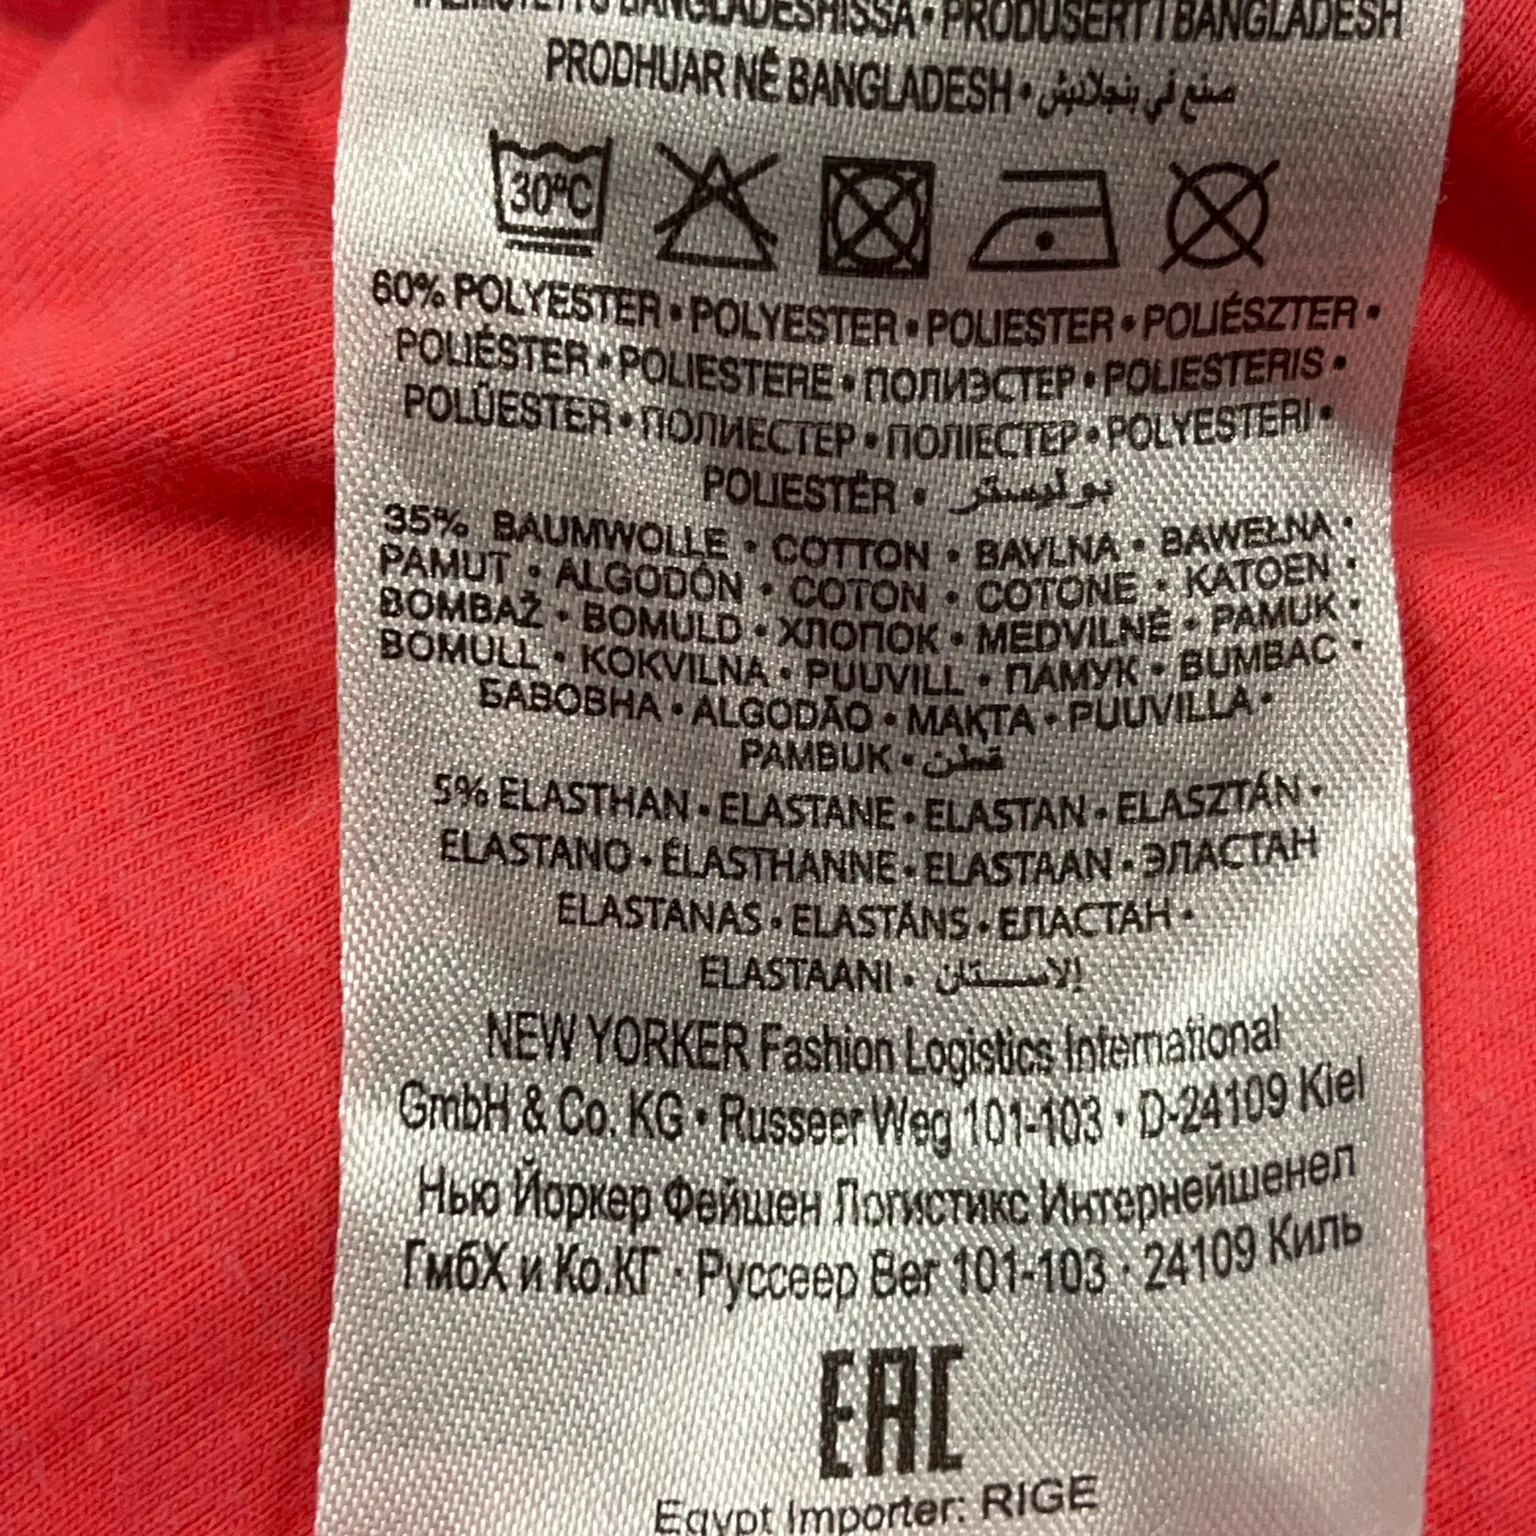 BANGLADESHISSA • PRODUSERT I BANGLADESH
PRODHUAR NË BANGLADESH • صنع في بنجلاديش
30°C
60% POLYESTER • POLYESTER • POLIESTER • POLIÉSZTER •
POLIÉSTER • POLIESTERE • ПОЛИЭСТЕР • POLIESTERIS •
POLÜESTER • ПОЛИЕСТЕР • ПОЛІЕСТЕР • POLYESTERI •
POLIESTËR • بوليستر
35% BAUMWOLLE • COTTON • BAVLNA • BAWEŁNA •
PAMUT • ALGODÓN • COTON • COTONE • KATOEN •
BOMBAŽ • BOMULD • ХЛОПОК • MEDVILNĖ • PAMUK •
BOMULL • KOKVILNA • PUUVILL • ПАМУК • BUMBAC •
БАВОВНА • ALGODÃO • МАҚТА • PUUVILLA •
PAMBUK • قطن
5% ELASTHAN • ELASTANE • ELASTAN • ELASZTÁN •
ELASTANO • ÉLASTHANNE • ELASTAAN • ЭЛАСТАН
ELASTANAS • ELASTĀNS • ЕЛАСТАН •
ELASTAANI • الاستان
NEW YORKER Fashion Logistics International
GmbH & Co. KG • Russeer Weg 101-103 • D-24109 Kiel
Нью Йоркер Фейшен Логистикс Интернейшенел
ГмбХ и Ко.КГ · Руссеер Вег 101-103 · 24109 Киль
EAC
Egypt Importer: RIGE